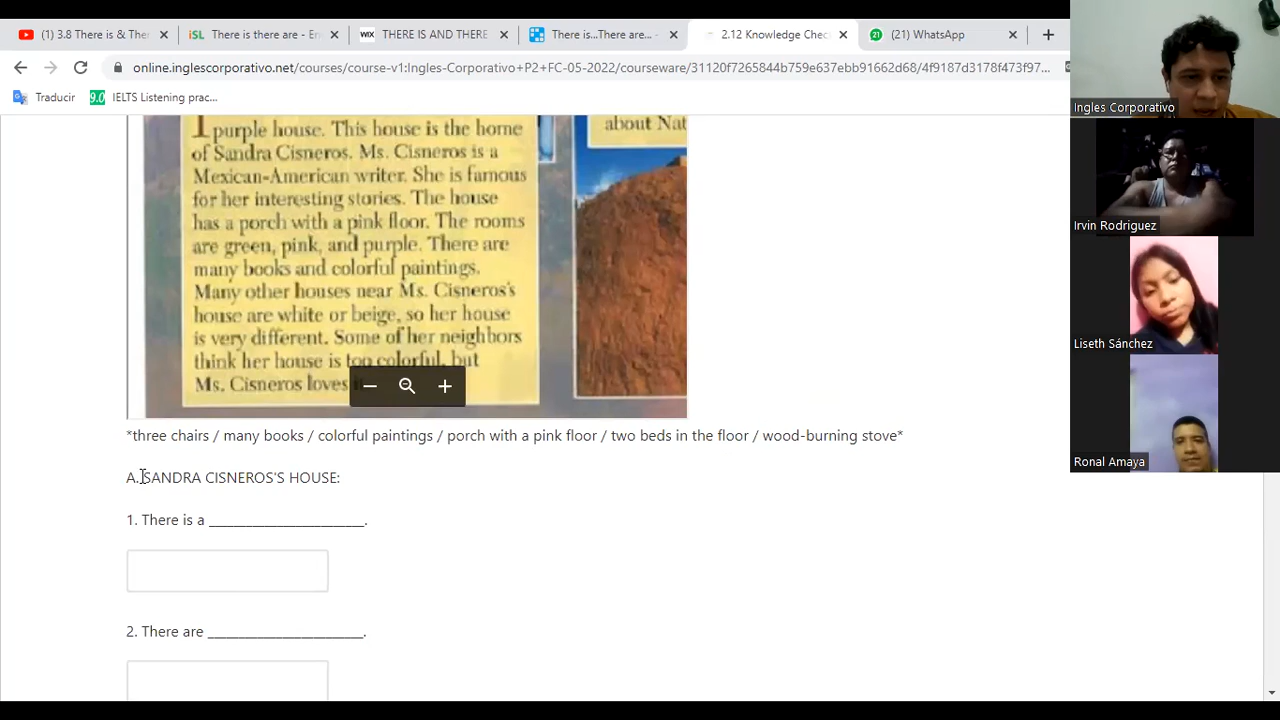 (1) 3.8 There is & The
iSL There is there are - En
WIX THERE IS AND THERE
There is...There are... -
2.12 Knowledge Chec
21 (21) WhatsApp
online.inglescorporativo.net/courses/course-v1:Ingles-Corporativo+P2+FC-05-2022/courseware/31120f7265844b759e637ebb91662d68/4f9187d3178f473f97...
Traducir
9.0 IELTS Listening prac...
Ingles Corporativo
Irvin Rodriguez
Liseth Sánchez
Ronal Amaya
purple house. This house is the home
of Sandra Cisneros. Ms. Cisneros is a
Mexican-American writer. She is famous
for her interesting stories. The house
has a porch with a pink floor. The rooms
are green, pink, and purple. There are
many books and colorful paintings.
Many other houses near Ms. Cisneros's
house are white or beige, so her house
is very different. Some of her neighbors
think her house is too colorful, but
Ms. Cisneros loves
about Nat
*three chairs / many books / colorful paintings / porch with a pink floor / two beds in the floor / wood-burning stove*
A. SANDRA CISNEROS'S HOUSE:
1. There is a ______________________.
2. There are ______________________.